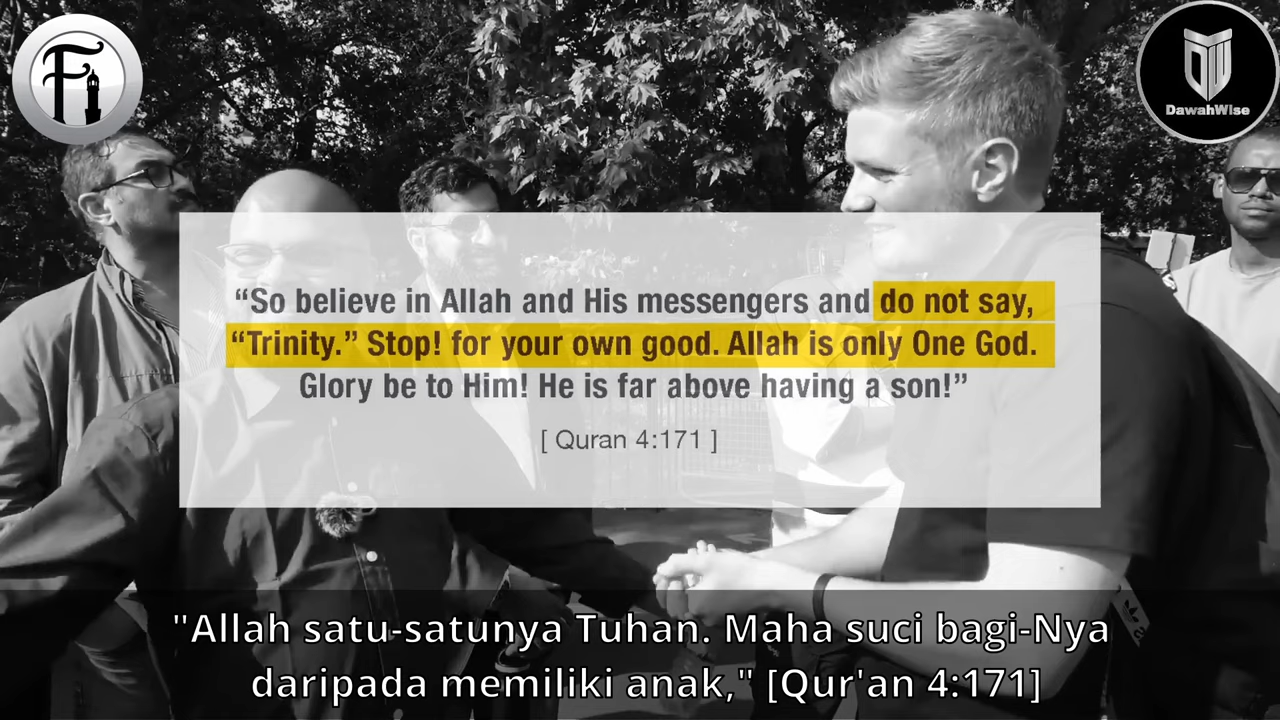 Fi
DawahWise
“So believe in Allah and His messengers and do not say,
“Trinity.” Stop! for your own good. Allah is only One God.
Glory be to Him! He is far above having a son!”
[ Quran 4:171 ]
"Allah satu-satunya Tuhan. Maha suci bagi-Nya
daripada memiliki anak," [Qur'an 4:171]